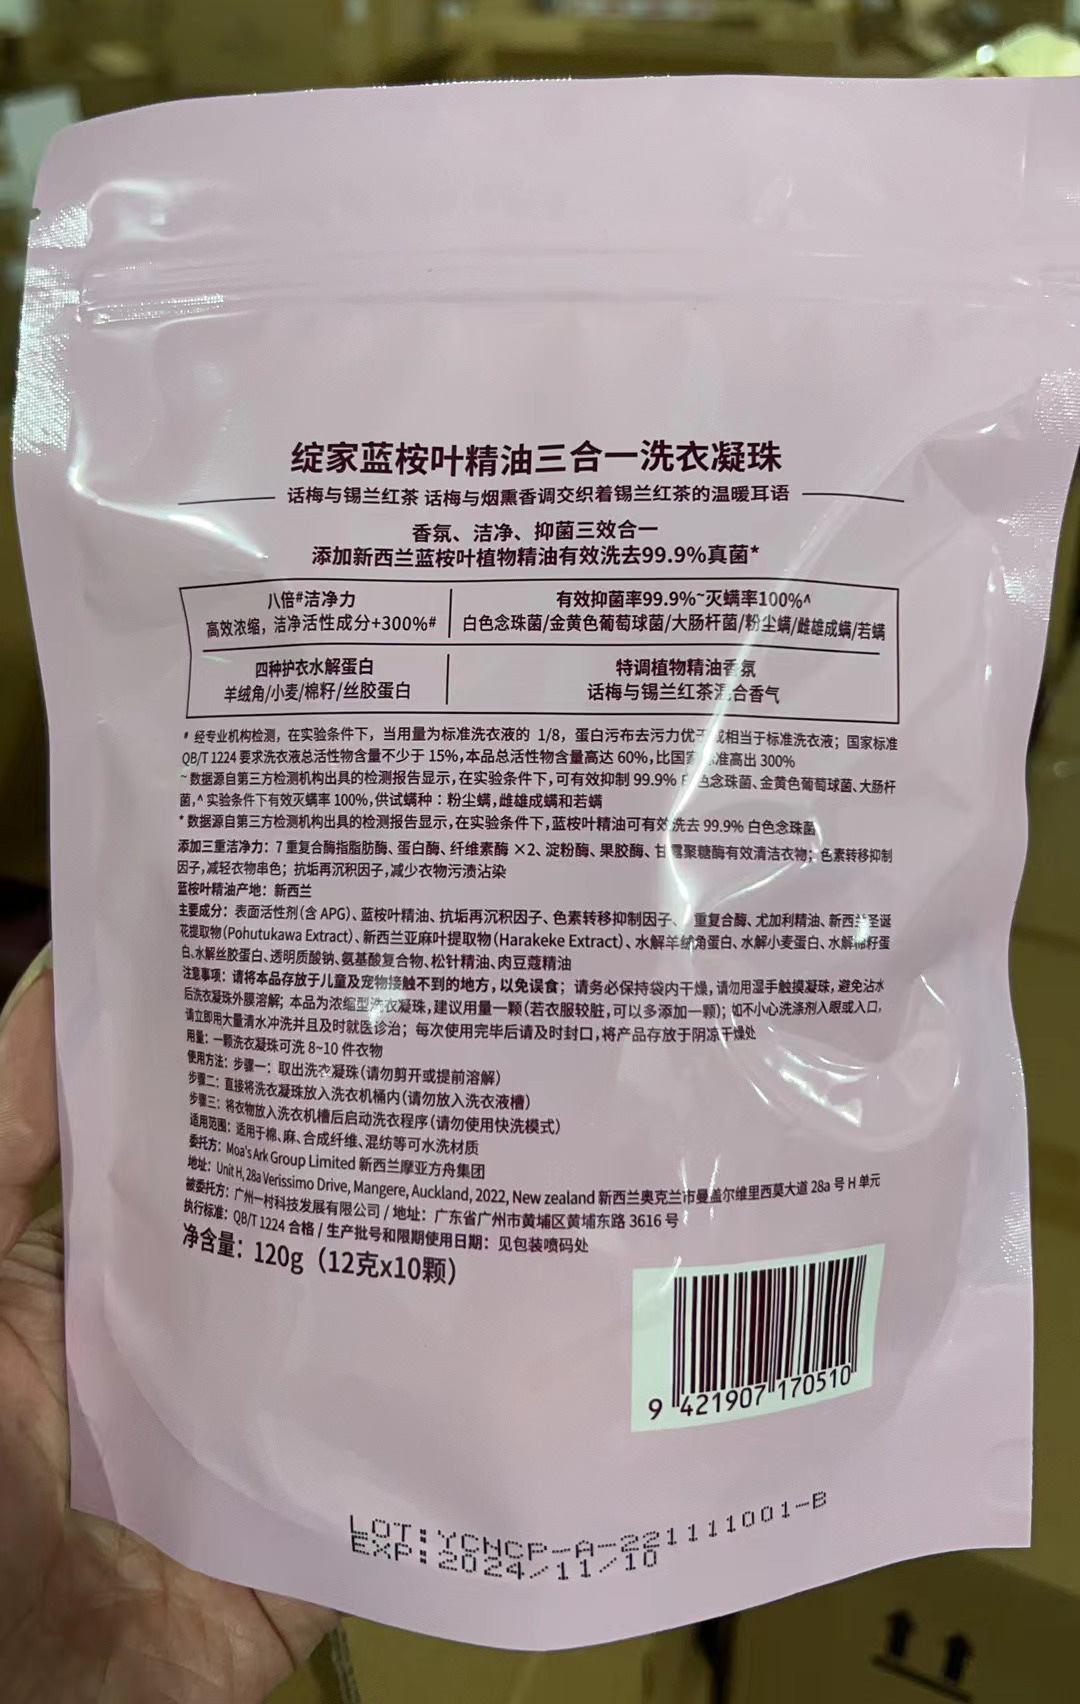 绽家蓝桉叶精油三合一洗衣凝珠
话梅与锡兰红茶 话梅与烟熏香调交织着锡兰红茶的温暖耳语
香氛、洁净、抑菌三效合一
添加新西兰蓝桉叶植物精油有效洗去99.9%真菌*
八倍#洁净力
高效浓缩，洁净活性成分+300%#
有效抑菌率99.9%~灭螨率100%^
白色念珠菌/金黄色葡萄球菌/大肠杆菌/粉尘螨/雌雄成螨/若螨
四种护衣水解蛋白
羊绒角/小麦/棉籽/丝胶蛋白
特调植物精油香氛
话梅与锡兰红茶混合香气
# 经专业机构检测，在实验条件下，当用量为标准洗衣液的 1/8，蛋白污布去污力优于或相当于标准洗衣液；国家标准
QB/T 1224 要求洗衣液总活性物含量不少于 15%，本品总活性物含量高达 60%，比国家标准高出 300%
~ 数据源自第三方检测机构出具的检测报告显示，在实验条件下，可有效抑制 99.9% 白色念珠菌、金黄色葡萄球菌、大肠杆
菌，^ 实验条件下有效灭螨率 100%，供试螨种：粉尘螨，雌雄成螨和若螨
* 数据源自第三方检测机构出具的检测报告显示，在实验条件下，蓝桉叶精油可有效洗去 99.9% 白色念珠菌
添加三重洁净力：7 重复合酶指脂肪酶、蛋白酶、纤维素酶 ×2、淀粉酶、果胶酶、甘露聚糖酶有效清洁衣物；色素转移抑制
因子，减轻衣物串色；抗垢再沉积因子，减少衣物污渍沾染
蓝桉叶精油产地：新西兰
主要成分：表面活性剂（含 APG）、蓝桉叶精油、抗垢再沉积因子、色素转移抑制因子、重复合酶、尤加利精油、新西兰圣诞
花提取物（Pohutukawa Extract）、新西兰亚麻叶提取物（Harakeke Extract）、水解羊绒角蛋白、水解小麦蛋白、水解棉籽蛋
白、水解丝胶蛋白、透明质酸钠、氨基酸复合物、松针精油、肉豆蔻精油
注意事项：请将本品存放于儿童及宠物接触不到的地方，以免误食；请务必保持袋内干燥，请勿用湿手触摸凝珠，避免沾水
后洗衣凝珠外膜溶解；本品为浓缩型洗衣凝珠，建议用量一颗（若衣服较脏，可以多添加一颗）；如不小心洗涤剂入眼或入口，
请立即用大量清水冲洗并且及时就医诊治；每次使用完毕后请及时封口，将产品存放于阴凉干燥处
用量：一颗洗衣凝珠可洗 8~10 件衣物
使用方法：步骤一：取出洗衣凝珠（请勿剪开或提前溶解）
步骤二：直接将洗衣凝珠放入洗衣机桶内（请勿放入洗衣液槽）
步骤三：将衣物放入洗衣机槽后启动洗衣程序（请勿使用快洗模式）
适用范围：适用于棉、麻、合成纤维、混纺等可水洗材质
委托方：Moa's Ark Group Limited 新西兰摩亚方舟集团
地址：Unit H, 28a Verissimo Drive, Mangere, Auckland, 2022, New zealand 新西兰奥克兰市曼盖尔维里西莫大道 28a 号 H 单元
被委托方：广州一村科技发展有限公司 / 地址：广东省广州市黄埔区黄埔东路 3616 号
执行标准：QB/T 1224 合格 / 生产批号和限期使用日期：见包装喷码处
净含量：120g（12克x10颗）
9 421907 170510
LOT:YCNCP-A-221111001-B
EXP:2024/11/10